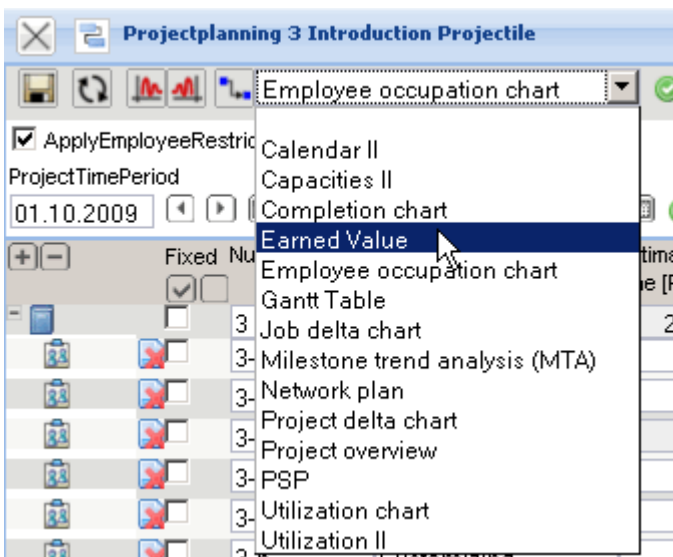 Projectplanning 3 Introduction Projectile
Employee occupation chart
ApplyEmployeeRestric
ProjectTimePeriod
01.10.2009
Calendar II
Capacities II
Completion chart
Earned Value
Employee occupation chart
Gantt Table
Job delta chart
Milestone trend analysis (MTA)
Network plan
Project delta chart
Project overview
PSP
Utilization chart
Utilization II
Fixed Nu
3
2
3-
3-
3-
3-
3-